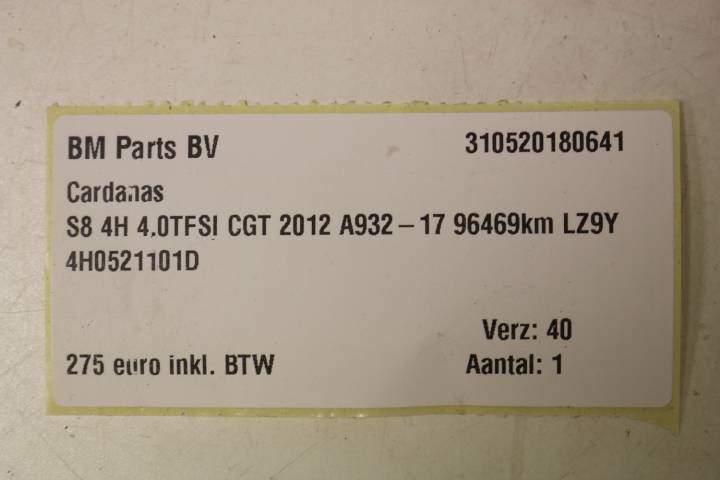 BM Parts BV 310520180641
Cardanas
S8 4H 4.0TFSI CGT 2012 A932-17 96469km LZ9Y
4H0521101D
Verz: 40
275 euro inkl. BTW Aantal: 1